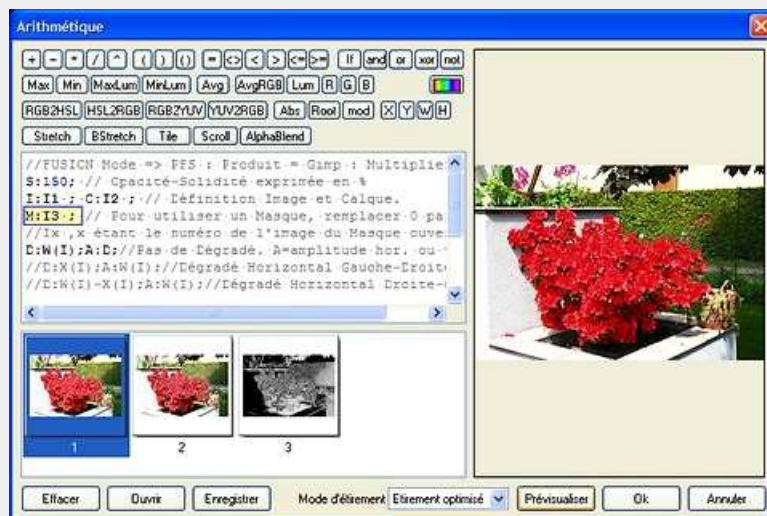 Arithmétique
+ - * / ^ ( ) () = <> < > <= >= If and or xor not
Max Min MaxLum MinLum Avg AvgRGB Lum R G B
RGB2HSL HSL2RGB RGB2YUV YUV2RGB Abs Root mod X Y W H
Stretch BStretch Tile Scroll AlphaBlend
//FUSION Mode => PFS : Produit = Gimp : Multiplie
S:150; // Opacité-Solidité exprimée en %
I:I1 ; C:I2 ; // Définition Image et Calque.
M:I3 ; // Pour utiliser un Masque, remplacer 0 pa
//Ix ,x étant le numéro de l'image du Masque ouve
D:W(I);A:D;//Pas de Dégradé. A=amplitude hor. ou
//D:X(I);A:W(I);//Dégradé Horizontal Gauche-Droite
//D:W(I)-X(I);A:W(I);//Dégradé Horizontal Droite-
1 2 3
Effacer Ouvrir Enregistrer Mode d'étirement Etirement optimisé Prévisualiser Ok Annuler